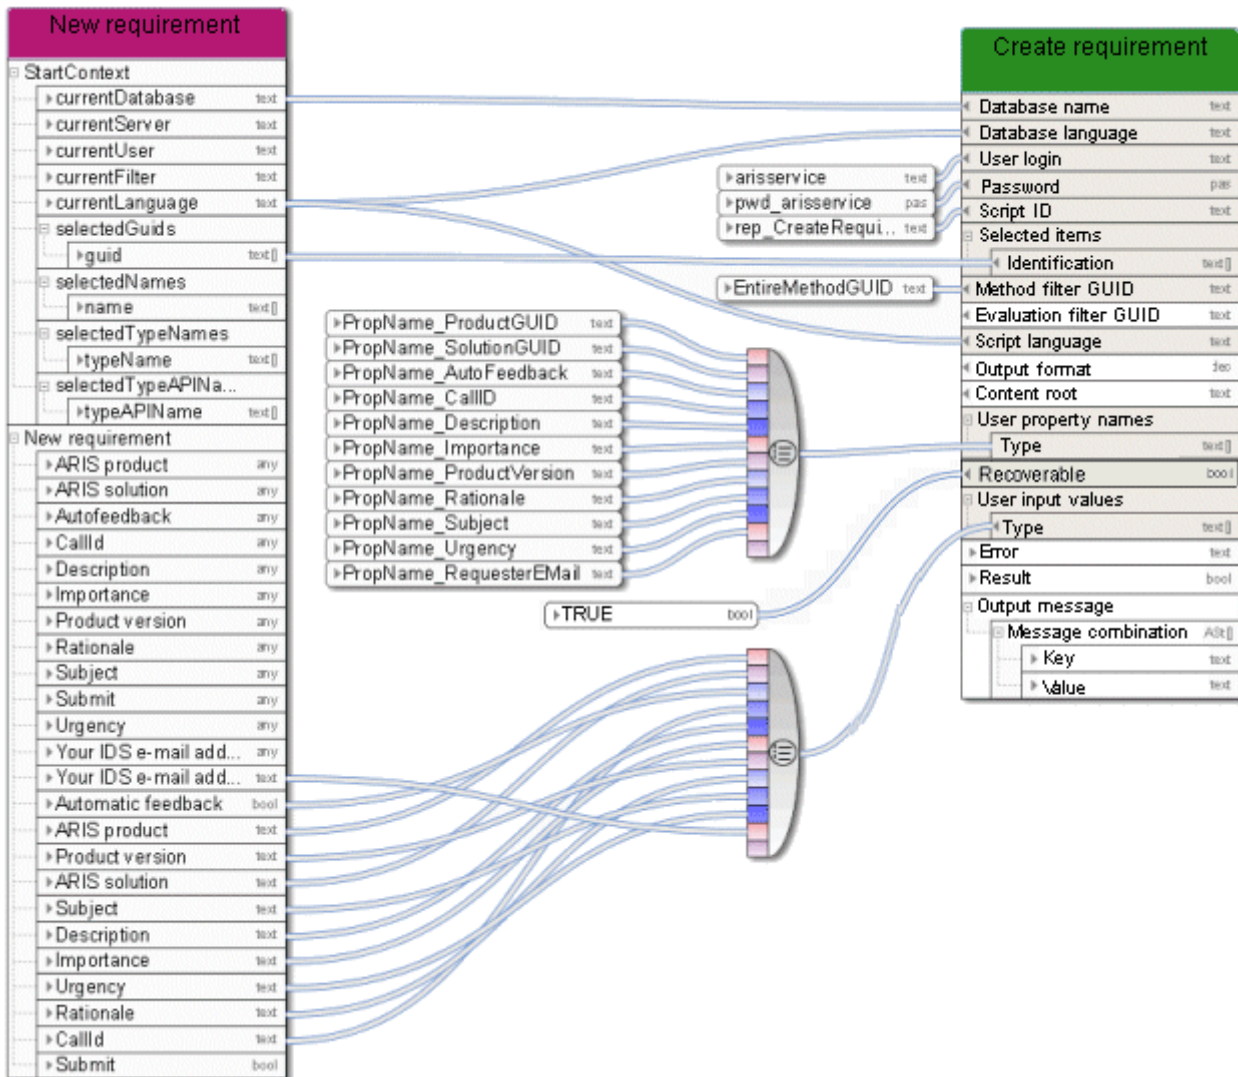 New requirement
StartContext
currentDatabase text
currentServer text
currentUser text
currentFilter text
currentLanguage text
selectedGuids
guid text[]
selectedNames
name text[]
selectedTypeNames
typeName text[]
selectedTypeAPINa...
typeAPIName text[]
New requirement
ARIS product any
ARIS solution any
Autofeedback any
CallId any
Description any
Importance any
Product version any
Rationale any
Subject any
Submit any
Urgency any
Your IDS e-mail add... any
Your IDS e-mail add... text
Automatic feedback bool
ARIS product text
Product version text
ARIS solution text
Subject text
Description text
Importance text
Urgency text
Rationale text
CallId text
Submit bool
arisservice text
pwd_arisservice pas
rep_CreateRequi... text
EntireMethodGUID text
PropName_ProductGUID text
PropName_SolutionGUID text
PropName_AutoFeedback text
PropName_CallID text
PropName_Description text
PropName_Importance text
PropName_ProductVersion text
PropName_Rationale text
PropName_Subject text
PropName_Urgency text
PropName_RequesterEMail text
TRUE bool
Create requirement
Database name text
Database language text
User login text
Password pas
Script ID text
Selected items
Identification text[]
Method filter GUID text
Evaluation filter GUID text
Script language text
Output format
Content root text
User property names
Type text[]
Recoverable bool
User input values
Type text[]
Error text
Result bool
Output message
Message combination
Key text
Value text